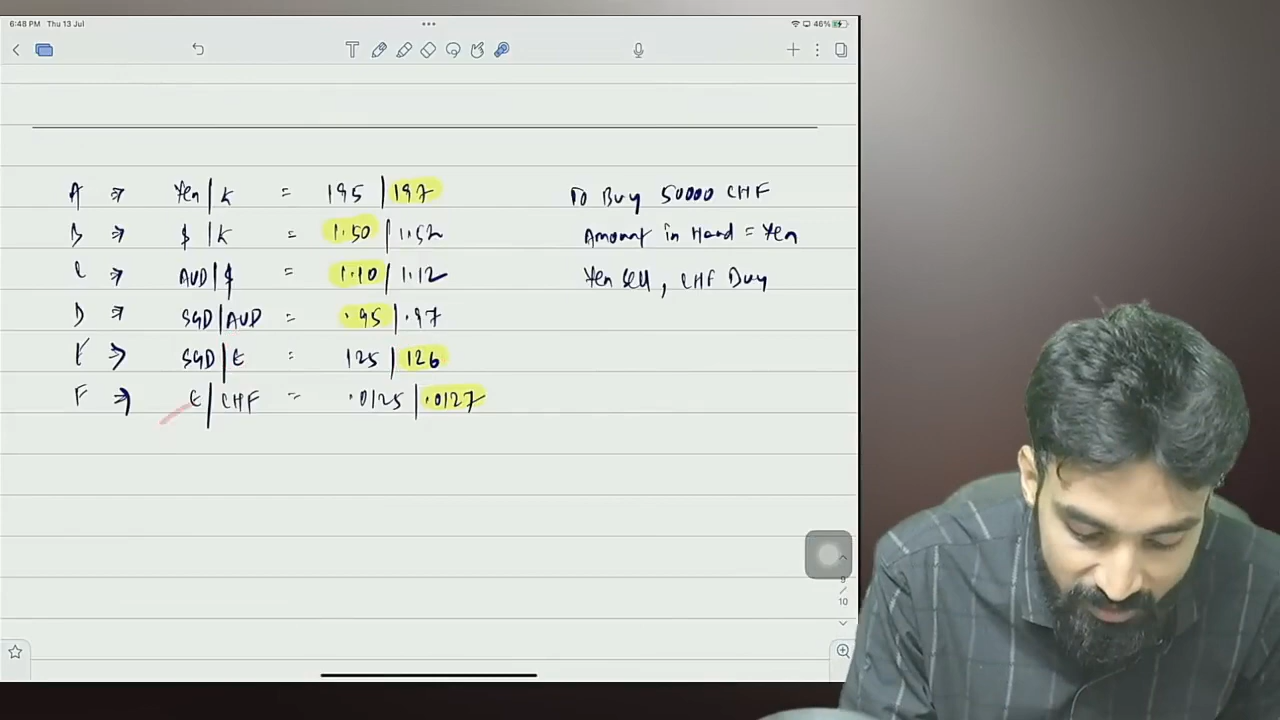 6:48 PM Thu 13 Jul
46%
A ⇒ Yen | K = 195 | 197
B ⇒ $ | K = 1.50 | 1.52
C ⇒ AUD | $ = 1.10 | 1.12
D ⇒ SGD | AUD = .95 | .97
E ⇒ SGD | € = 125 | 126
F ⇒ € | CHF = .0125 | .0127
To Buy 50000 CHF
Amount in Hand = Yen
Yen Sell, CHF Buy
9
/
10